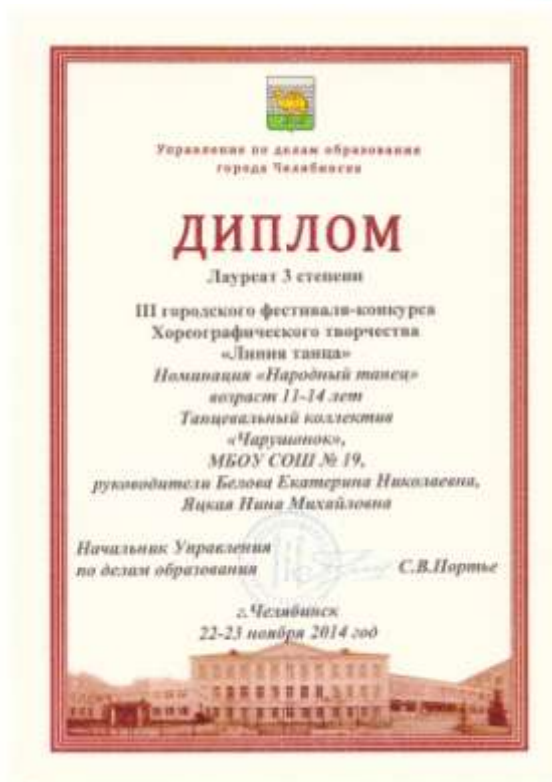 Управление по делам образования
города Челябинска
ДИПЛОМ
Лауреат 3 степени
III городского фестиваля-конкурса
Хореографического творчества
«Линия танца»
Номинация «Народный танец»
возраст 11-14 лет
Танцевальный коллектив
«Чарушонок»,
МБОУ СОШ № 19,
руководители Белова Екатерина Николаевна,
Яцкая Нина Михайловна
Начальник Управления
по делам образования С.В.Портье
г.Челябинск
22-23 ноября 2014 год